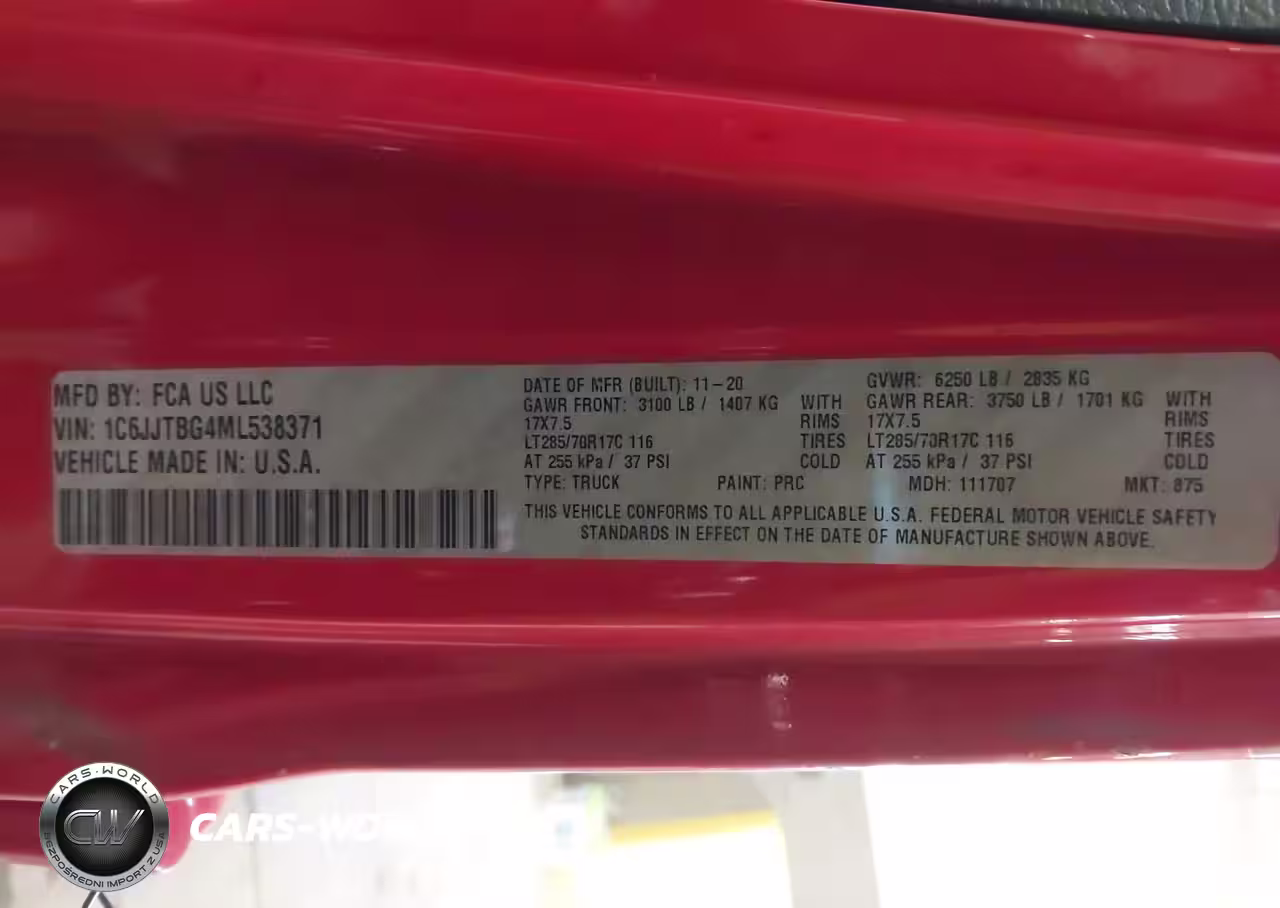 MFD BY: FCA US LLC
VIN: 1C6JJTBG4ML538371
VEHICLE MADE IN: U.S.A.
DATE OF MFR (BUILT): 11-20
GAWR FRONT: 3100 LB / 1407 KG WITH
17X7.5 RIMS
LT285/70R17C 116 TIRES
AT 255 kPa / 37 PSI COLD
GVWR: 6250 LB / 2835 KG
GAWR REAR: 3750 LB / 1701 KG WITH
17X7.5 RIMS
LT285/70R17C 116 TIRES
AT 255 kPa / 37 PSI COLD
TYPE: TRUCK PAINT: PRC MDH: 111707 MKT: 875
THIS VEHICLE CONFORMS TO ALL APPLICABLE U.S.A. FEDERAL MOTOR VEHICLE SAFETY
STANDARDS IN EFFECT ON THE DATE OF MANUFACTURE SHOWN ABOVE.
CARS-WORLD
CW
BEZPOŚREDNI IMPORT Z USA